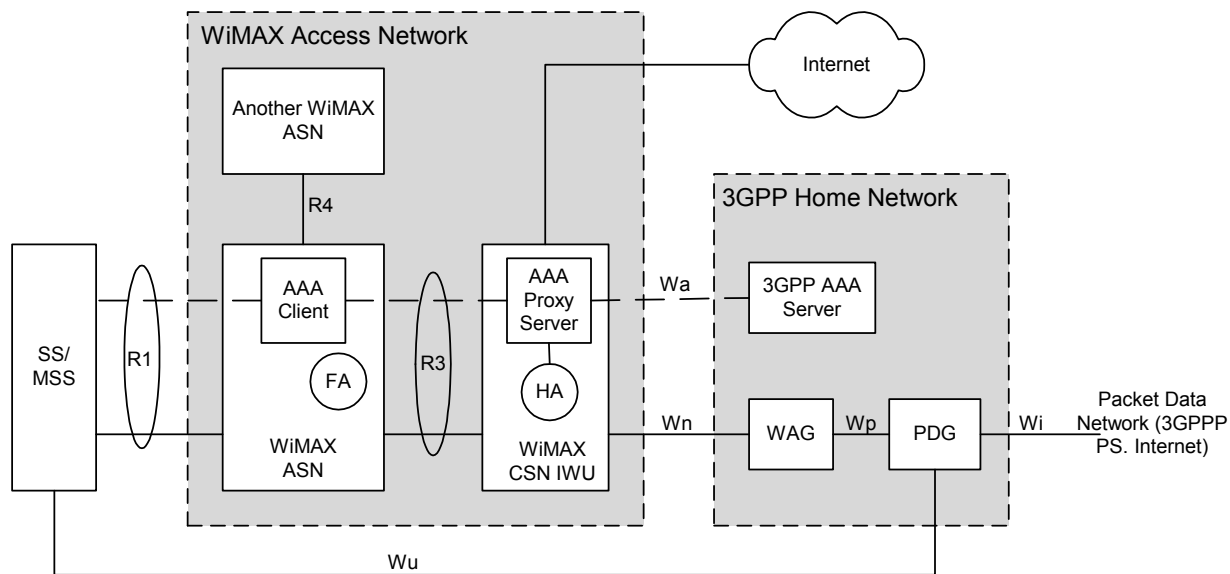 WiMAX Access Network
Another WiMAX
ASN
Internet
R4
3GPP Home Network
SS/
MSS
R1
AAA
Client
FA
WiMAX
ASN
R3
AAA
Proxy
Server
HA
WiMAX
CSN IWU
Wa
3GPP AAA
Server
Wn
WAG
Wp
PDG
Wi
Packet Data
Network (3GPPP
PS. Internet)
Wu